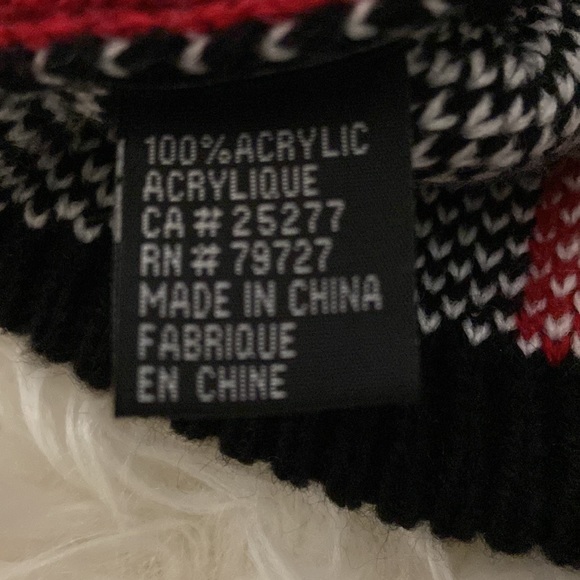 100%ACRYLIC
ACRYLIQUE
CA# 25277
RN# 79727
MADE IN CHINA
FABRIQUE
EN CHINE